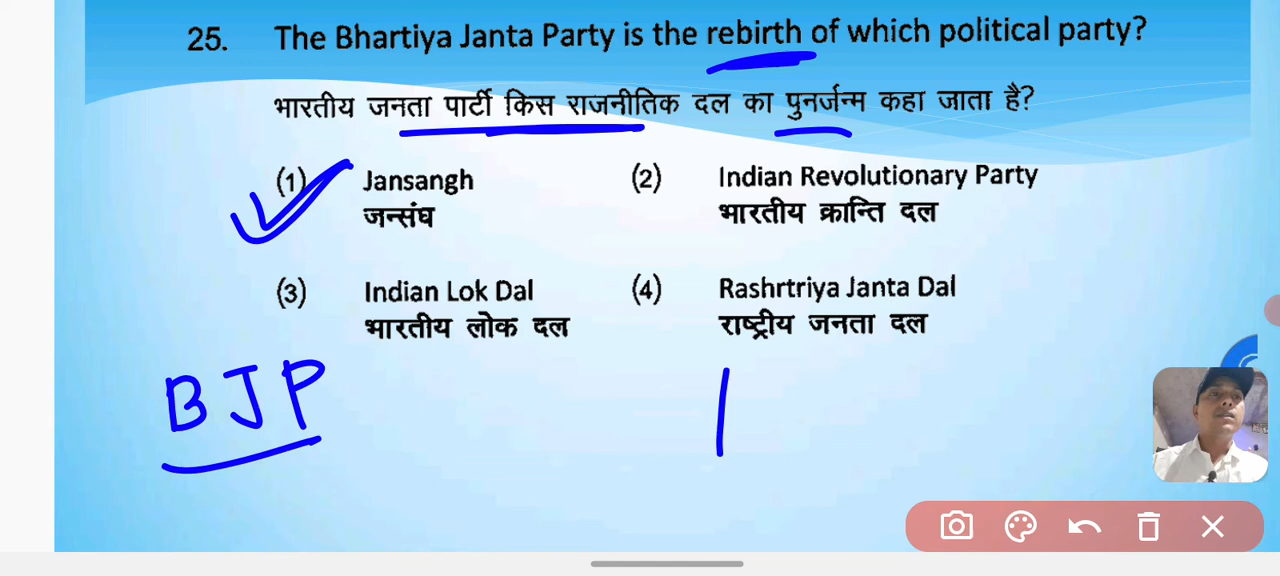 25. The Bhartiya Janta Party is the rebirth of which political party?
भारतीय जनता पार्टी किस राजनीतिक दल का पुनर्जन्म कहा जाता है?
(1) Jansangh (2) Indian Revolutionary Party
जन्संघ भारतीय क्रान्ति दल
(3) Indian Lok Dal (4) Rashrtriya Janta Dal
भारतीय लोक दल राष्ट्रीय जनता दल
BJP